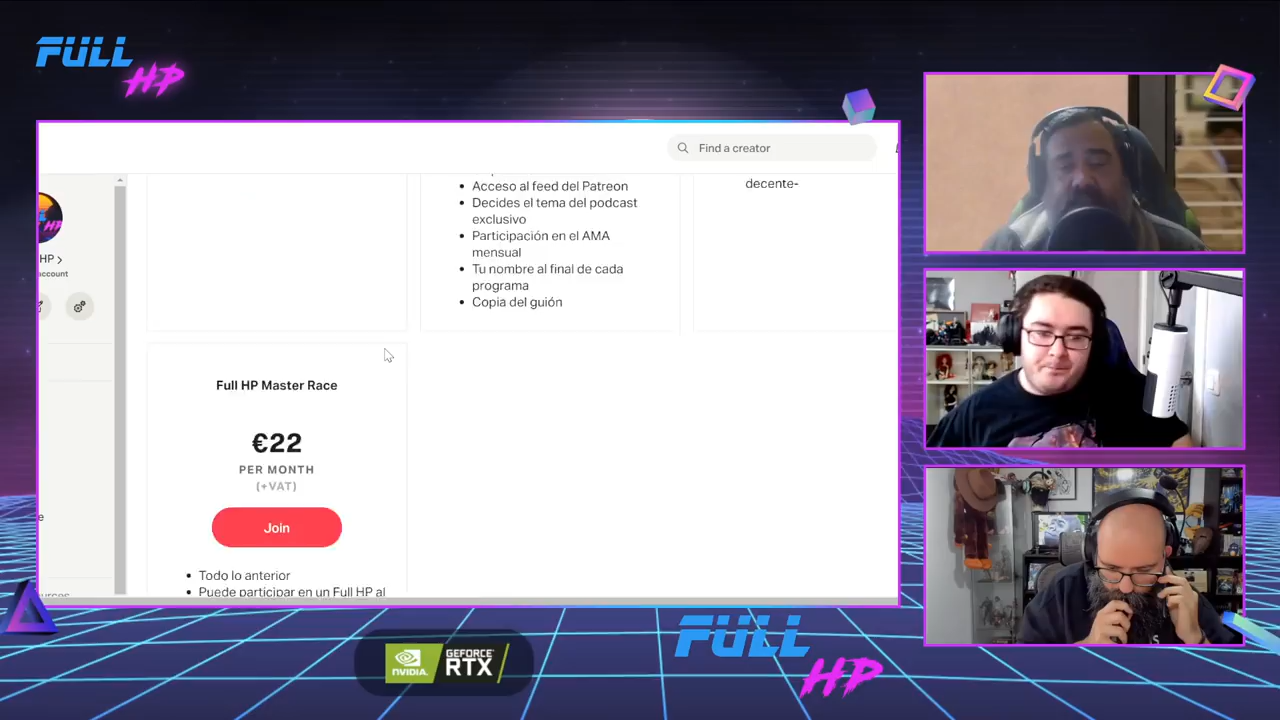 FULL
HP
Find a creator
HP >
account
Acceso al feed del Patreon
Decides el tema del podcast
exclusivo
Participación en el AMA
mensual
Tu nombre al final de cada
programa
Copia del guión
decente-
Full HP Master Race
€22
PER MONTH
(+VAT)
Join
Todo lo anterior
Puede participar en un Full HP al
FULL
HP
NVIDIA.
GEFORCE
RTX